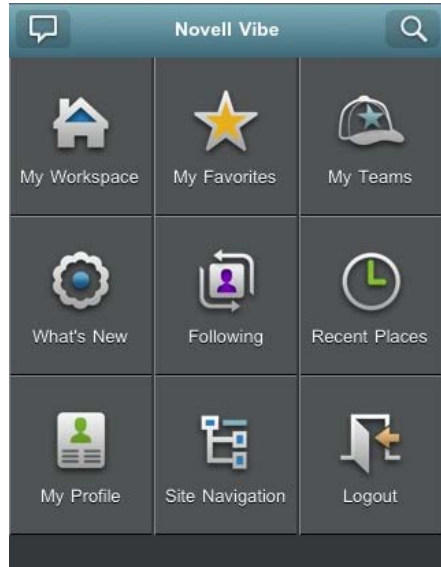 Novell Vibe
My Workspace
My Favorites
My Teams
What's New
Following
Recent Places
My Profile
Site Navigation
Logout